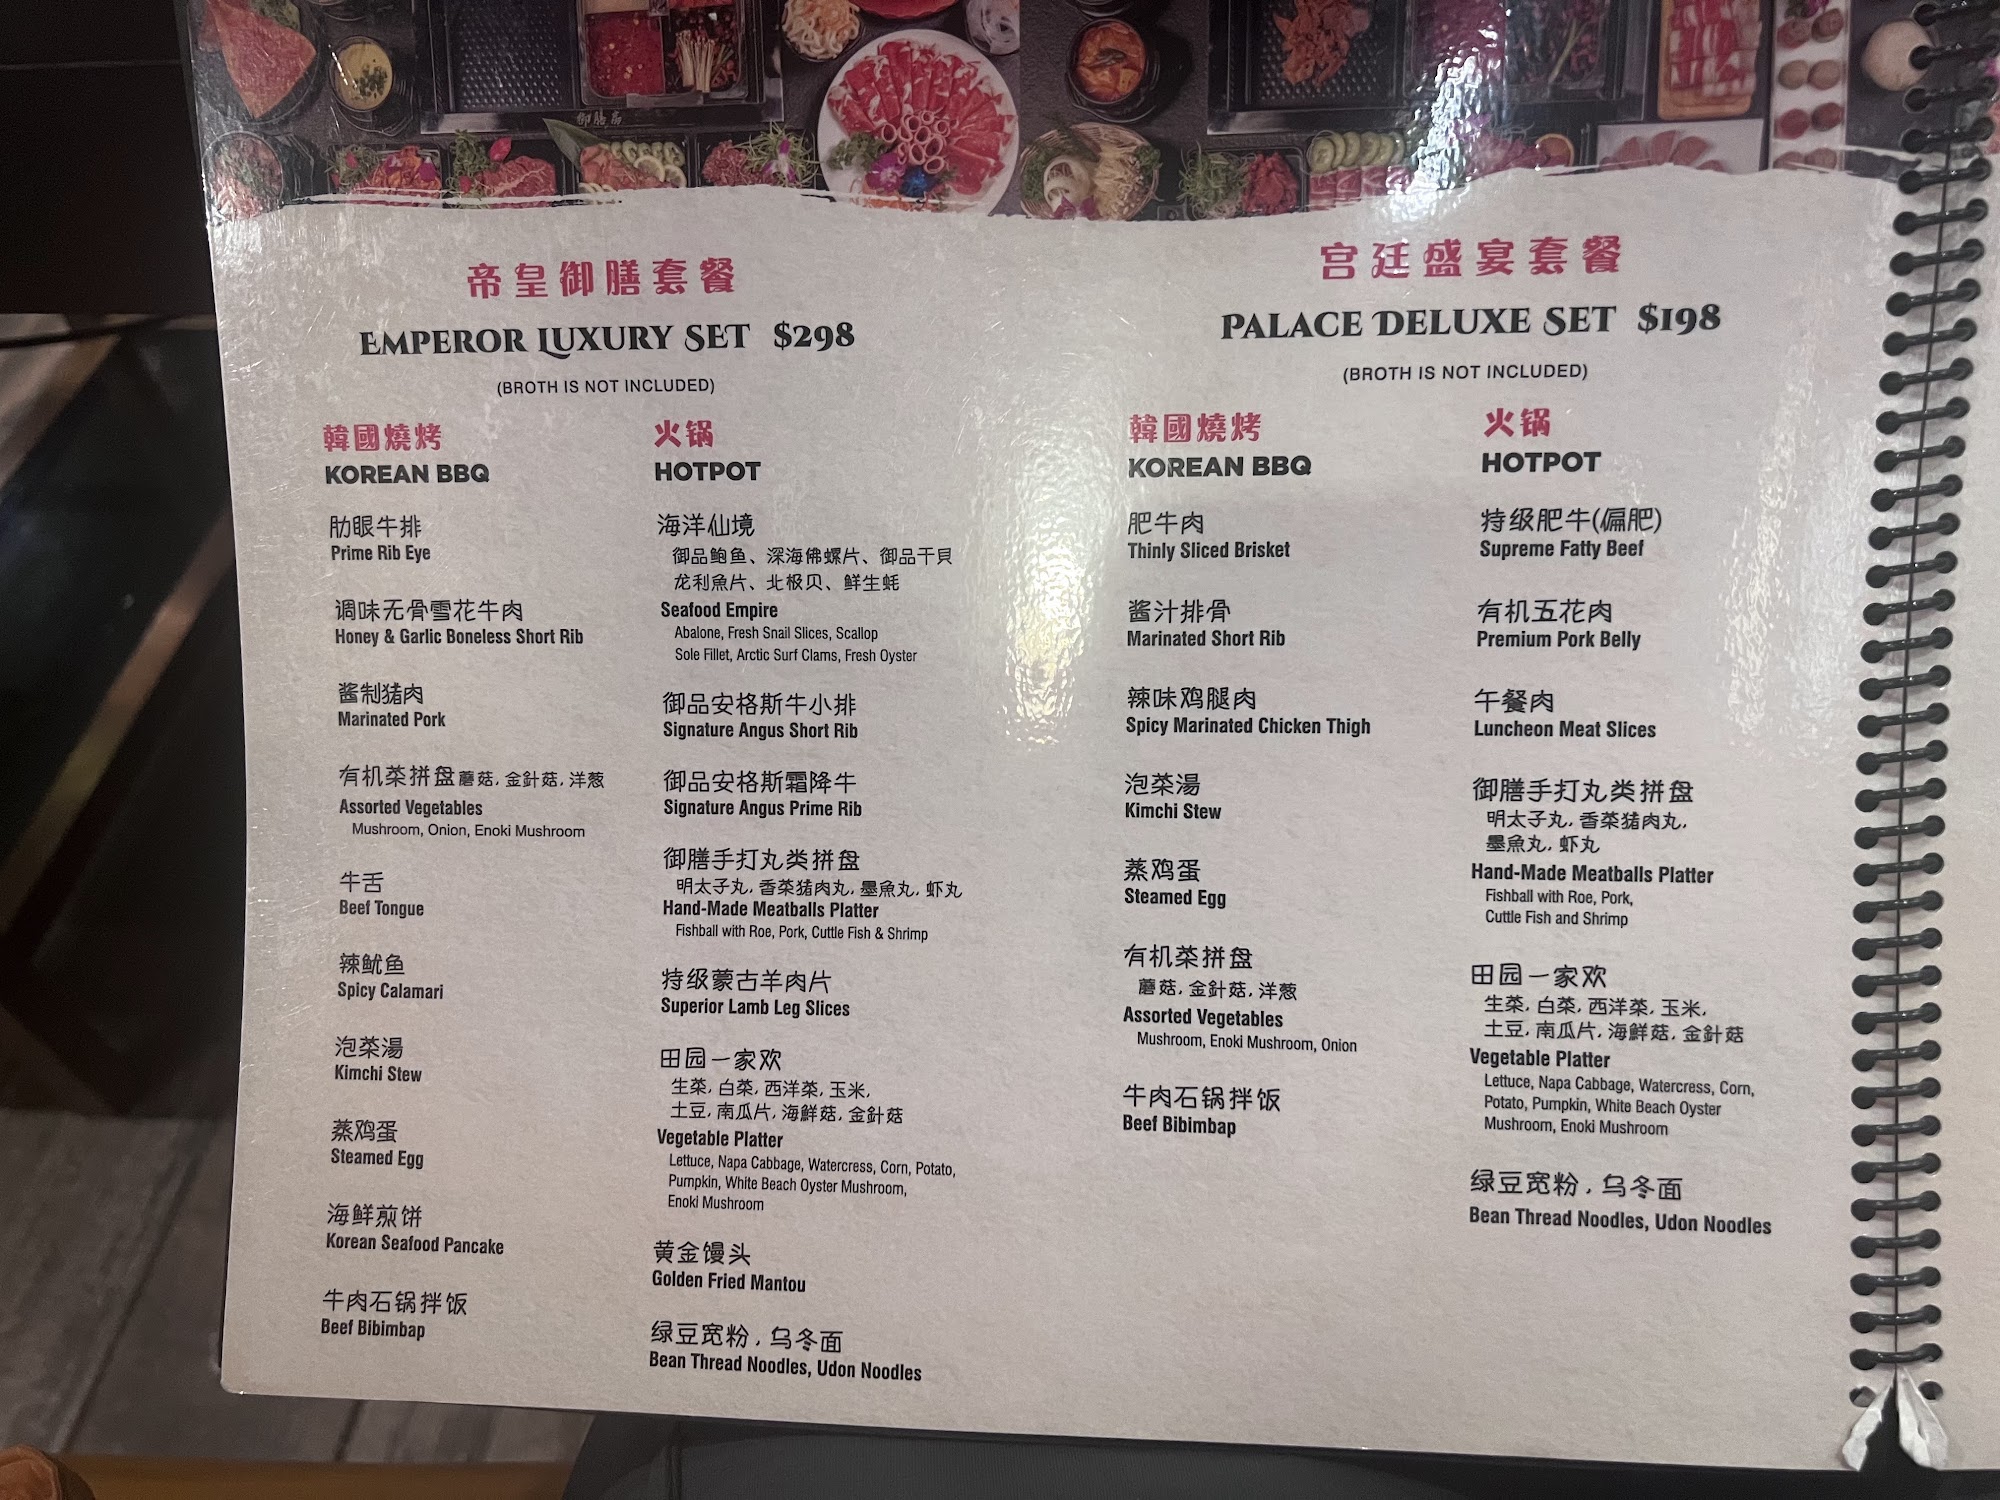 御膳房
帝皇御膳套餐
EMPEROR LUXURY SET $298
(BROTH IS NOT INCLUDED)
韓國燒烤
KOREAN BBQ
肋眼牛排
Prime Rib Eye
调味无骨雪花牛肉
Honey & Garlic Boneless Short Rib
酱制猪肉
Marinated Pork
有机菜拼盘 蘑菇, 金針菇, 洋葱
Assorted Vegetables
Mushroom, Onion, Enoki Mushroom
牛舌
Beef Tongue
辣鱿鱼
Spicy Calamari
泡菜湯
Kimchi Stew
蒸鸡蛋
Steamed Egg
海鲜煎饼
Korean Seafood Pancake
牛肉石锅拌饭
Beef Bibimbap
火锅
HOTPOT
海洋仙境
御品鲍鱼、深海佛螺片、御品干貝
龙利魚片、北极贝、鲜生蚝
Seafood Empire
Abalone, Fresh Snail Slices, Scallop
Sole Fillet, Arctic Surf Clams, Fresh Oyster
御品安格斯牛小排
Signature Angus Short Rib
御品安格斯霜降牛
Signature Angus Prime Rib
御膳手打丸类拼盘
明太子丸, 香菜猪肉丸, 墨魚丸, 虾丸
Hand-Made Meatballs Platter
Fishball with Roe, Pork, Cuttle Fish & Shrimp
特级蒙古羊肉片
Superior Lamb Leg Slices
田园一家欢
生菜, 白菜, 西洋菜, 玉米,
土豆, 南瓜片, 海鮮菇, 金針菇
Vegetable Platter
Lettuce, Napa Cabbage, Watercress, Corn, Potato,
Pumpkin, White Beach Oyster Mushroom,
Enoki Mushroom
黄金馒头
Golden Fried Mantou
绿豆宽粉, 乌冬面
Bean Thread Noodles, Udon Noodles
宫廷盛宴套餐
PALACE DELUXE SET $198
(BROTH IS NOT INCLUDED)
韓國燒烤
KOREAN BBQ
肥牛肉
Thinly Sliced Brisket
酱汁排骨
Marinated Short Rib
辣味鸡腿肉
Spicy Marinated Chicken Thigh
泡菜湯
Kimchi Stew
蒸鸡蛋
Steamed Egg
有机菜拼盘
蘑菇, 金針菇, 洋葱
Assorted Vegetables
Mushroom, Enoki Mushroom, Onion
牛肉石锅拌饭
Beef Bibimbap
火锅
HOTPOT
特级肥牛(偏肥)
Supreme Fatty Beef
有机五花肉
Premium Pork Belly
午餐肉
Luncheon Meat Slices
御膳手打丸类拼盘
明太子丸, 香菜猪肉丸,
墨魚丸, 虾丸
Hand-Made Meatballs Platter
Fishball with Roe, Pork,
Cuttle Fish and Shrimp
田园一家欢
生菜, 白菜, 西洋菜, 玉米,
土豆, 南瓜片, 海鮮菇, 金針菇
Vegetable Platter
Lettuce, Napa Cabbage, Watercress, Corn,
Potato, Pumpkin, White Beach Oyster
Mushroom, Enoki Mushroom
绿豆宽粉, 乌冬面
Bean Thread Noodles, Udon Noodles